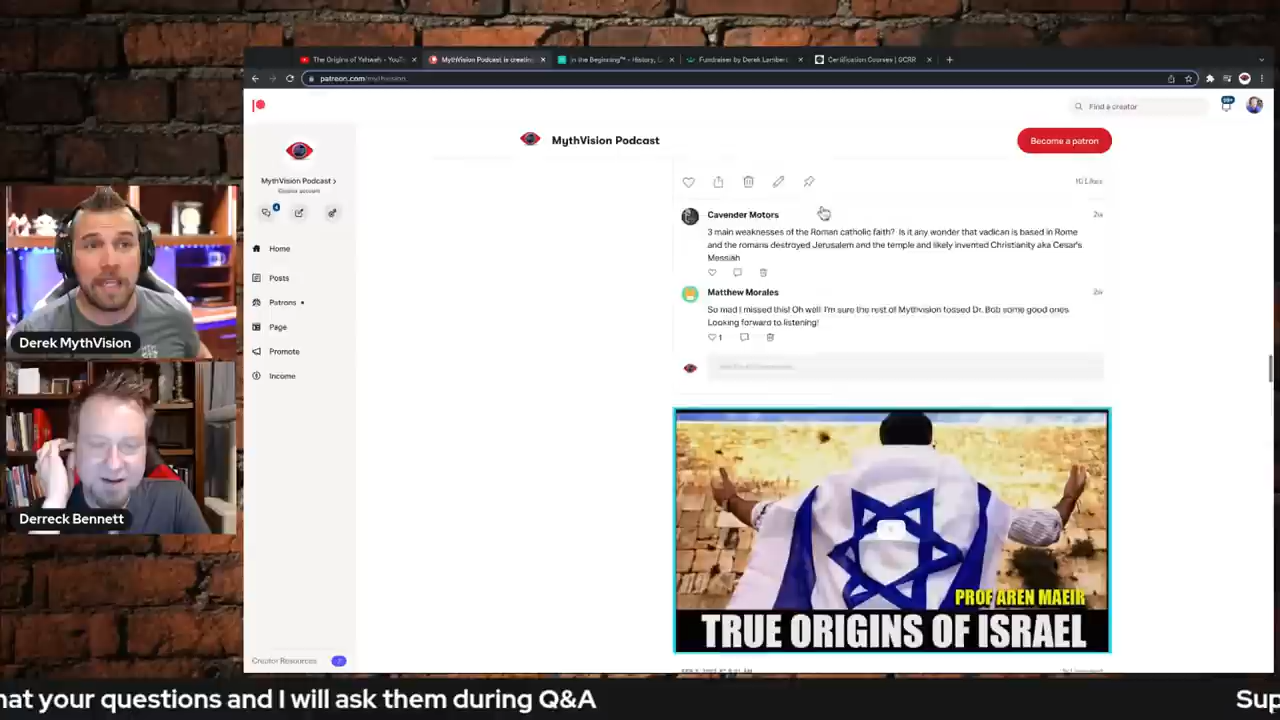 The Origins of Yahweh - YouTu
MythVision Podcast is creating
In the Beginning™ - History, D
Fundraiser by Derek Lambert
Certification Courses | GCRR
patreon.com/mythvision
Find a creator
99+
MythVision Podcast
Become a patron
MythVision Podcast
Creator account
4
Home
Posts
Patrons
Page
Promote
Income
Creator Resources
10 Likes
Cavender Motors
3 main weaknesses of the Roman catholic faith? Is it any wonder that vadican is based in Rome
and the romans destroyed Jerusalem and the temple and likely invented Christianity aka Cesar's
Messiah
Matthew Morales
So mad I missed this! Oh well! I'm sure the rest of Mythvision tossed Dr. Bob some good ones
Looking forward to listening!
1
PROF AREN MAEIR
TRUE ORIGINS OF ISRAEL
Derek MythVision
Derreck Bennett
hat your questions and I will ask them during Q&A
Sup